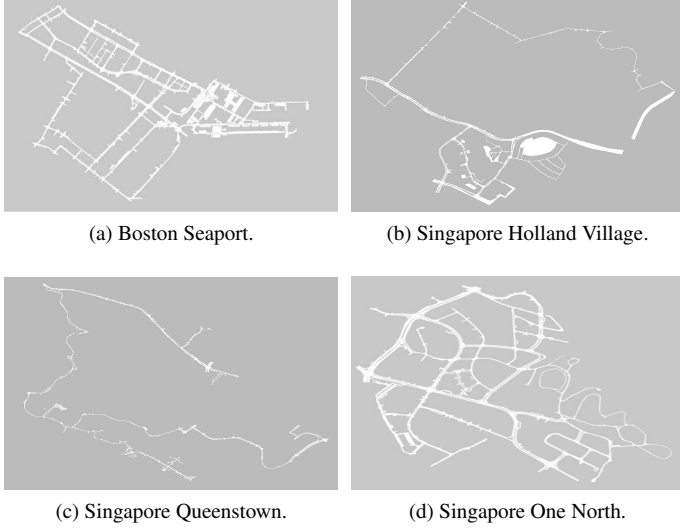 (a) Boston Seaport.
(b) Singapore Holland Village.
(c) Singapore Queenstown.
(d) Singapore One North.